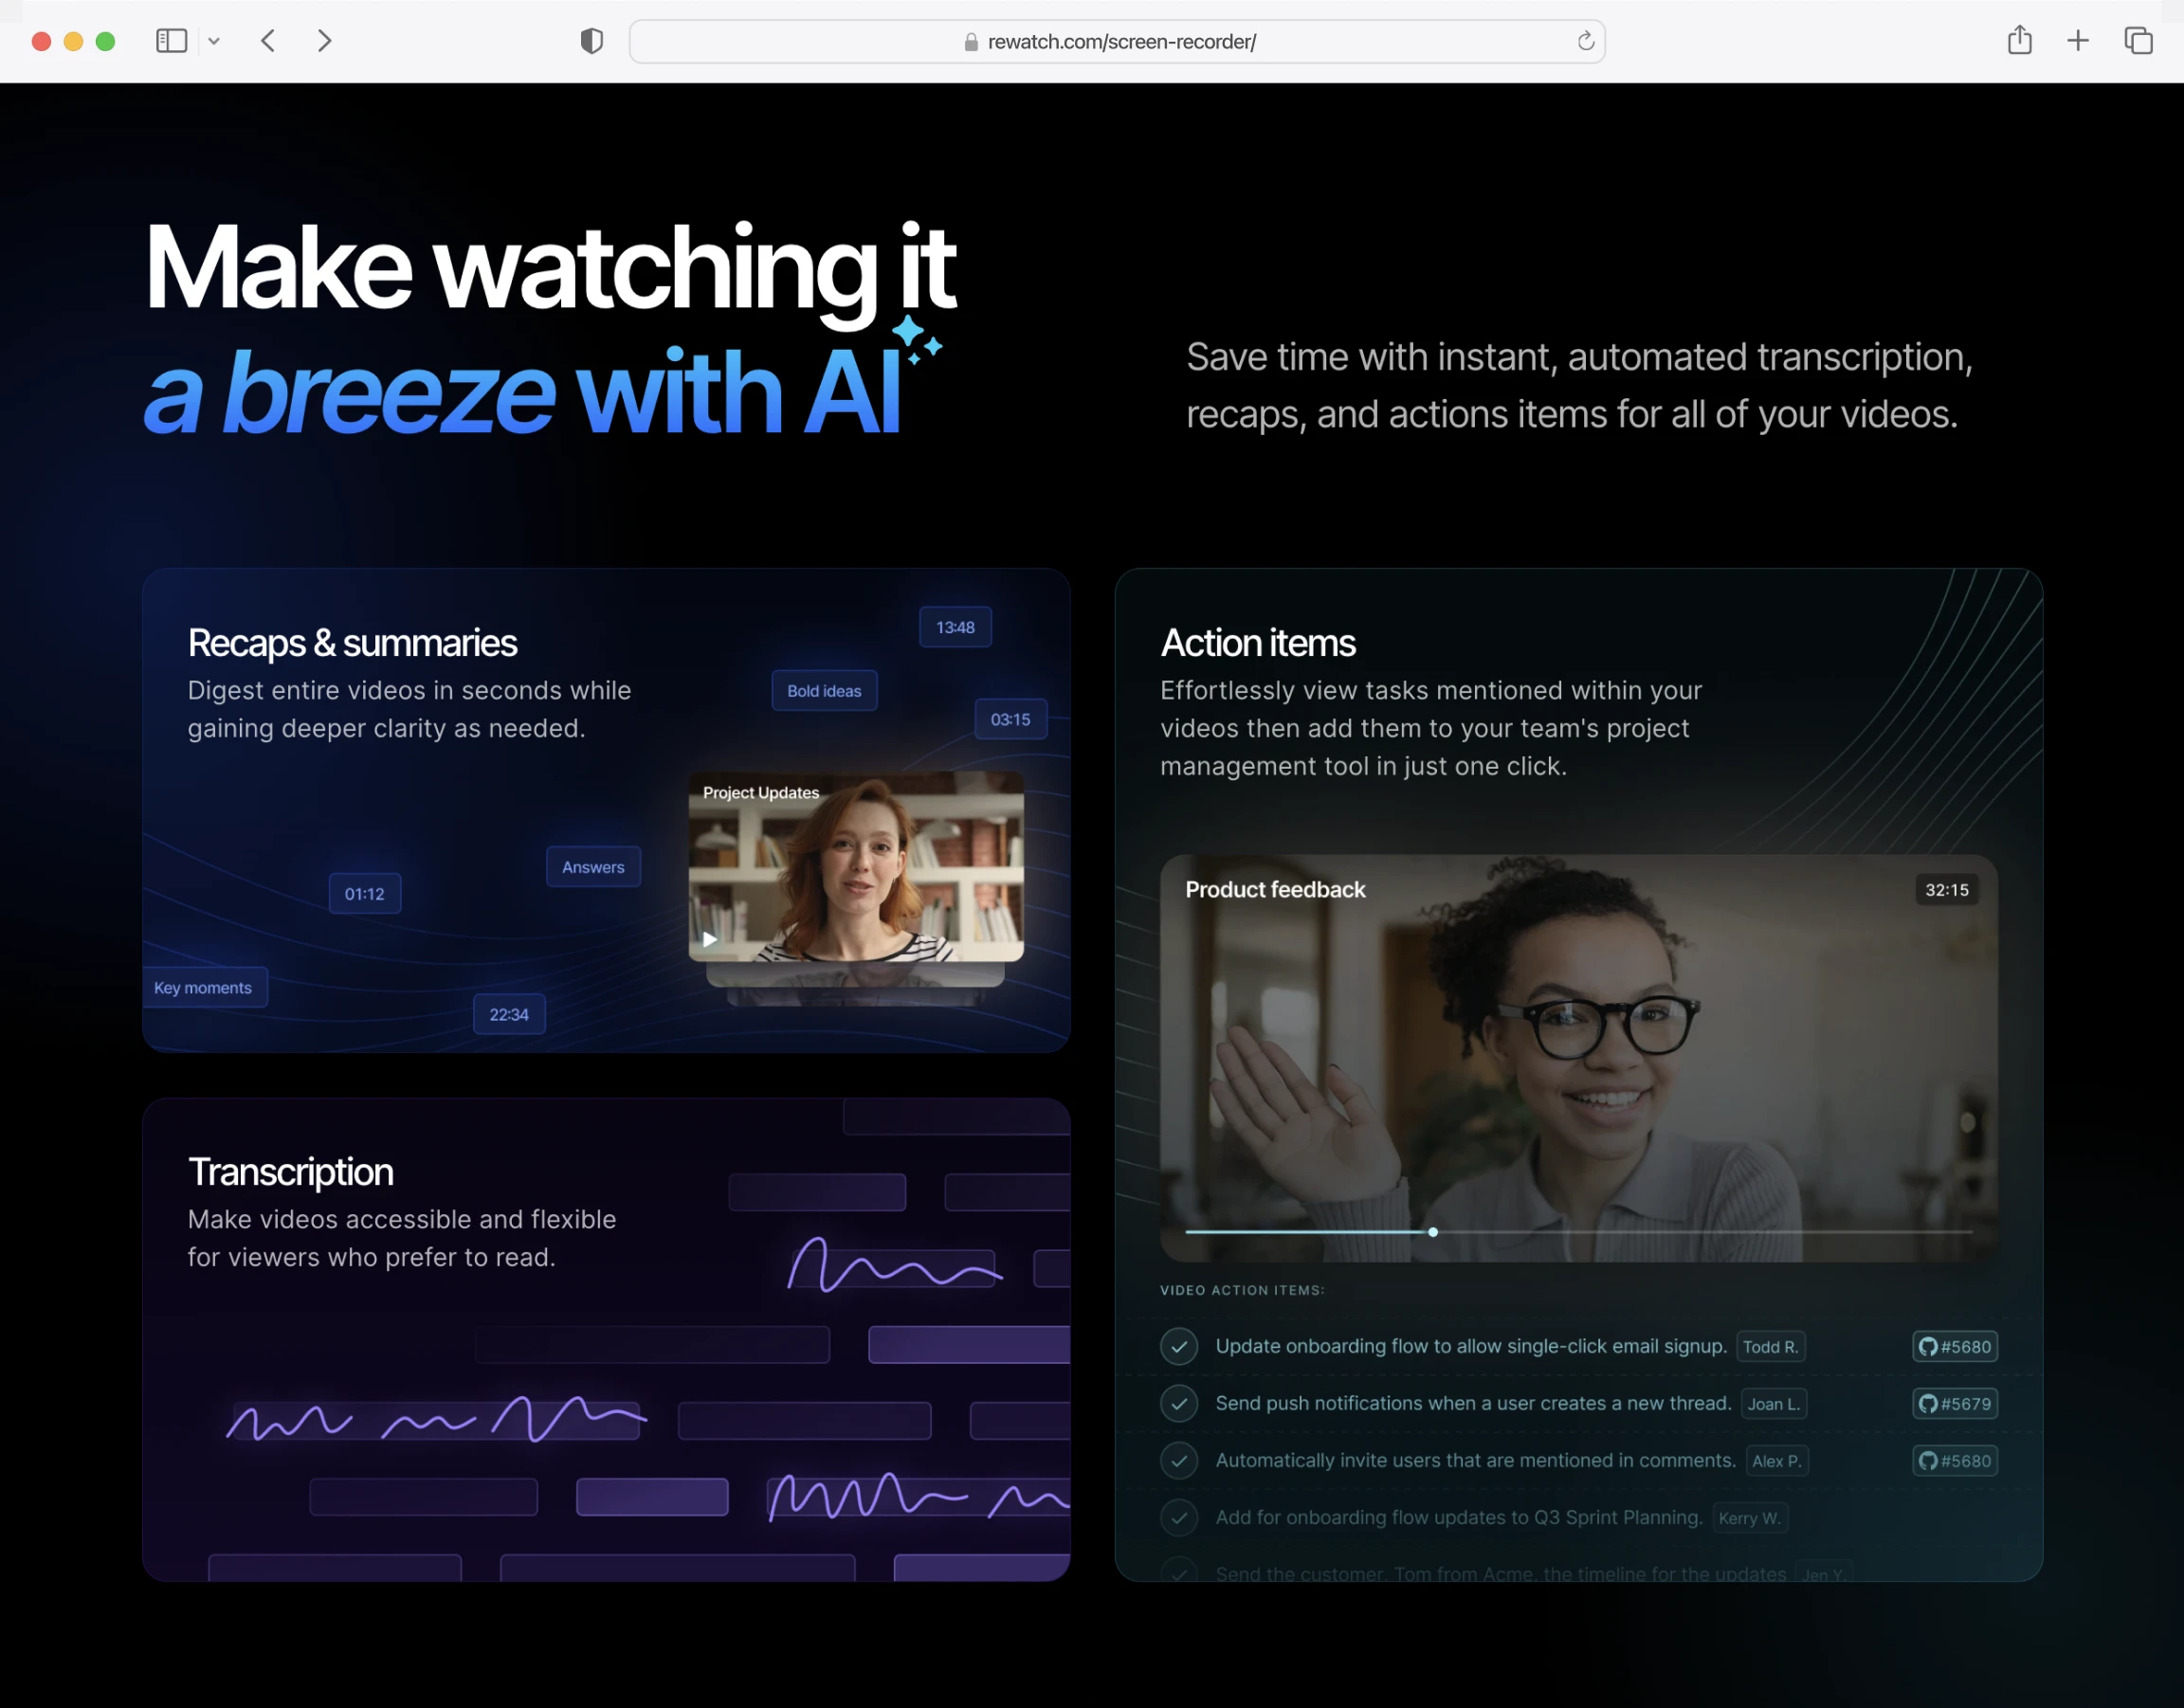 rewatch.com/screen-recorder/
Make watching it
a breeze with AI
Save time with instant, automated transcription,
recaps, and actions items for all of your videos.
Recaps & summaries
Digest entire videos in seconds while
gaining deeper clarity as needed.
13:48
Bold ideas
03:15
Project Updates
Answers
01:12
Key moments
22:34
Transcription
Make videos accessible and flexible
for viewers who prefer to read.
Action items
Effortlessly view tasks mentioned within your
videos then add them to your team's project
management tool in just one click.
Product feedback
32:15
VIDEO ACTION ITEMS:
Update onboarding flow to allow single-click email signup. Todd R. #5680
Send push notifications when a user creates a new thread. Joan L. #5679
Automatically invite users that are mentioned in comments. Alex P. #5680
Add for onboarding flow updates to Q3 Sprint Planning. Kerry W.
Send the customer, Tom from Acme, the timeline for the updates Jen Y.